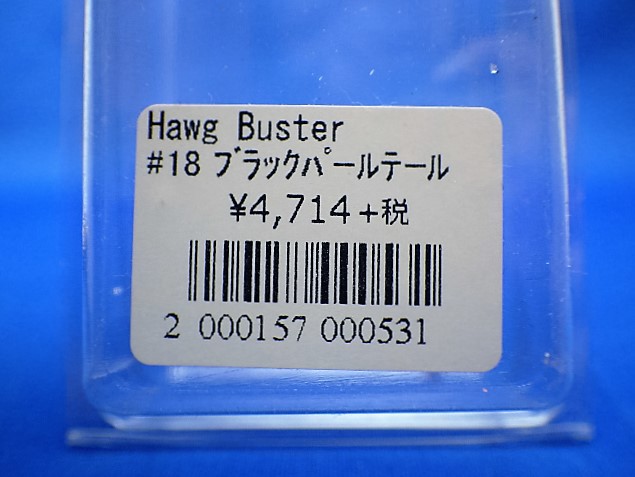 Hawg Buster
#18 ﾌﾞﾗｯｸﾊﾟｰﾙﾃｰﾙ
¥4,714+税
2 000157 000531